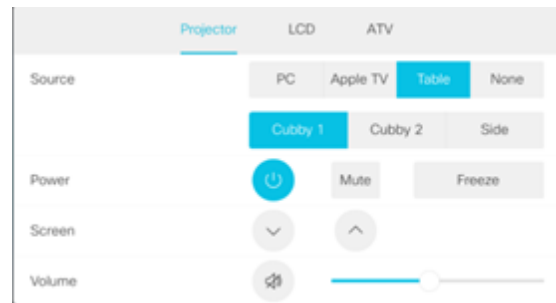 Projector LCD ATV
Source PC Apple TV Table None
Cubby 1 Cubby 2 Side
Power Mute Freeze
Screen
Volume